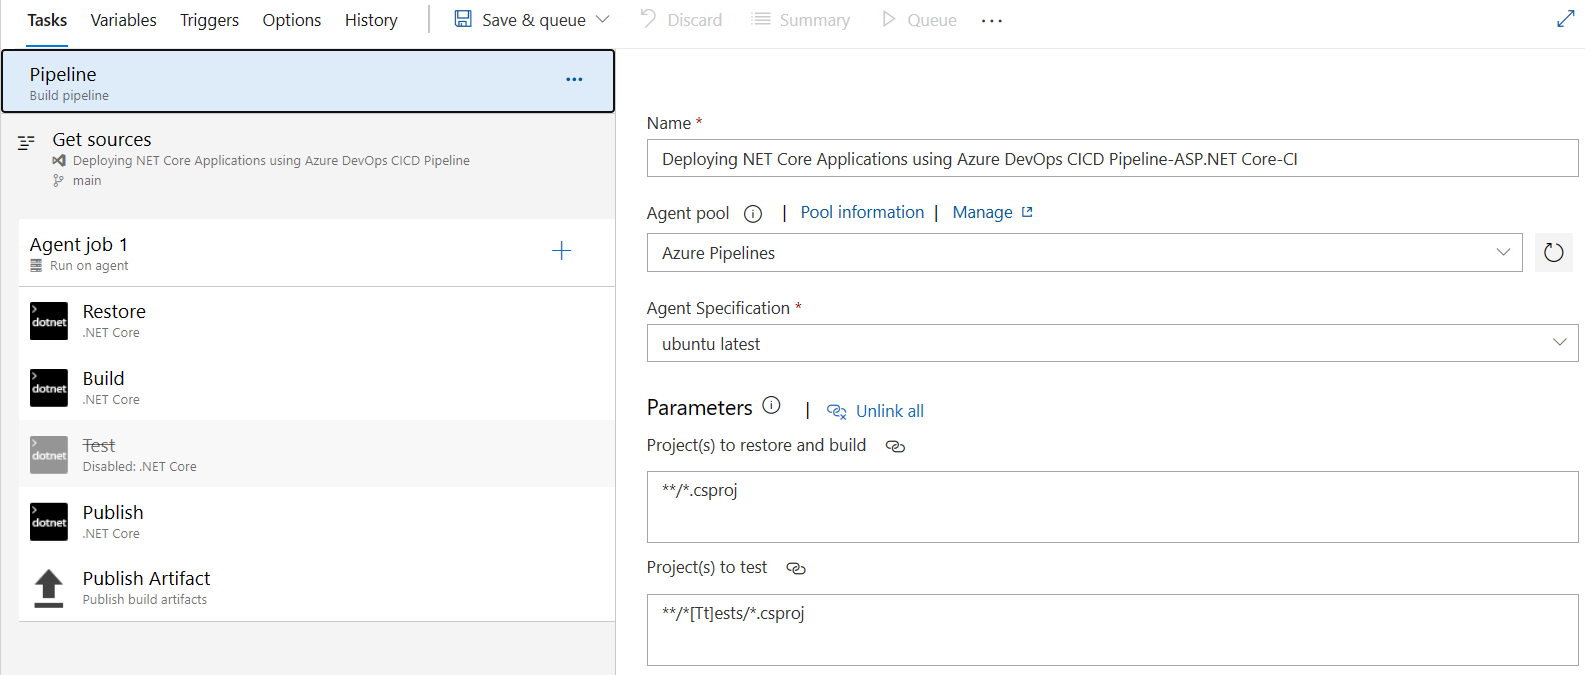 Tasks Variables Triggers Options History Save & queue Discard Summary Queue ...
Pipeline
Build pipeline
Get sources
Deploying NET Core Applications using Azure DevOps CICD Pipeline
main
Agent job 1
Run on agent
dotnet Restore
.NET Core
dotnet Build
.NET Core
dotnet Test
Disabled: .NET Core
dotnet Publish
.NET Core
Publish Artifact
Publish build artifacts
Name *
Deploying NET Core Applications using Azure DevOps CICD Pipeline-ASP.NET Core-CI
Agent pool | Pool information | Manage
Azure Pipelines
Agent Specification *
ubuntu latest
Parameters | Unlink all
Project(s) to restore and build
**/*.csproj
Project(s) to test
**/*[Tt]ests/*.csproj